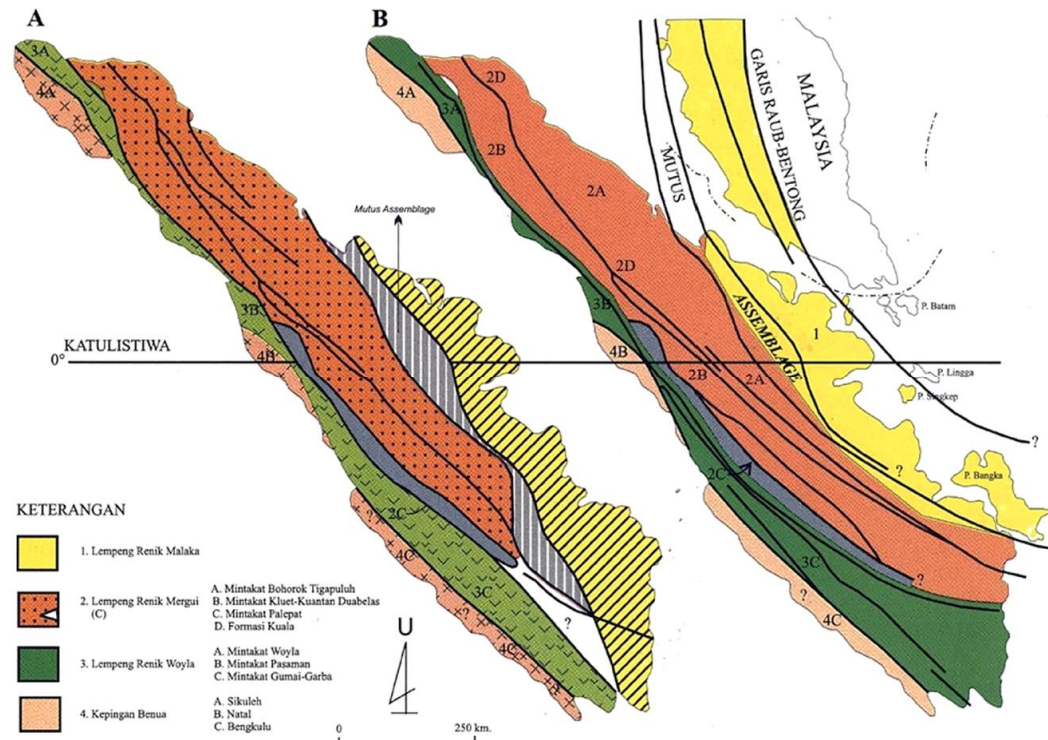 A
B
3A
4A
3B
4B
2C
?
4C
3C
?
4C
?
Mutus Assemblage
KATULISTIWA
0°
4A
3A
2D
2B
2A
2D
3B
4B
2B
2A
2C
3C
?
4C
?
MUTUS
ASSEMBLAGE
GARIS RAUB-BENTONG
MALAYSIA
1
P. Batam
P. Lingga
P. Singkep
?
?
P. Bangka
KETERANGAN
1. Lempeng Renik Malaka
2. Lempeng Renik Mergui
(C)
A. Mintakat Bohorok Tigapuluh
B. Mintakat Kluet-Kuantan Duabelas
C. Mintakat Palepat
D. Formasi Kuala
3. Lempeng Renik Woyla
A. Mintakat Woyla
B. Mintakat Pasaman
C. Mintakat Gumai-Garba
4. Kepingan Benua
A. Sikuleh
B. Natal
C. Bengkulu
U
0 250 km.